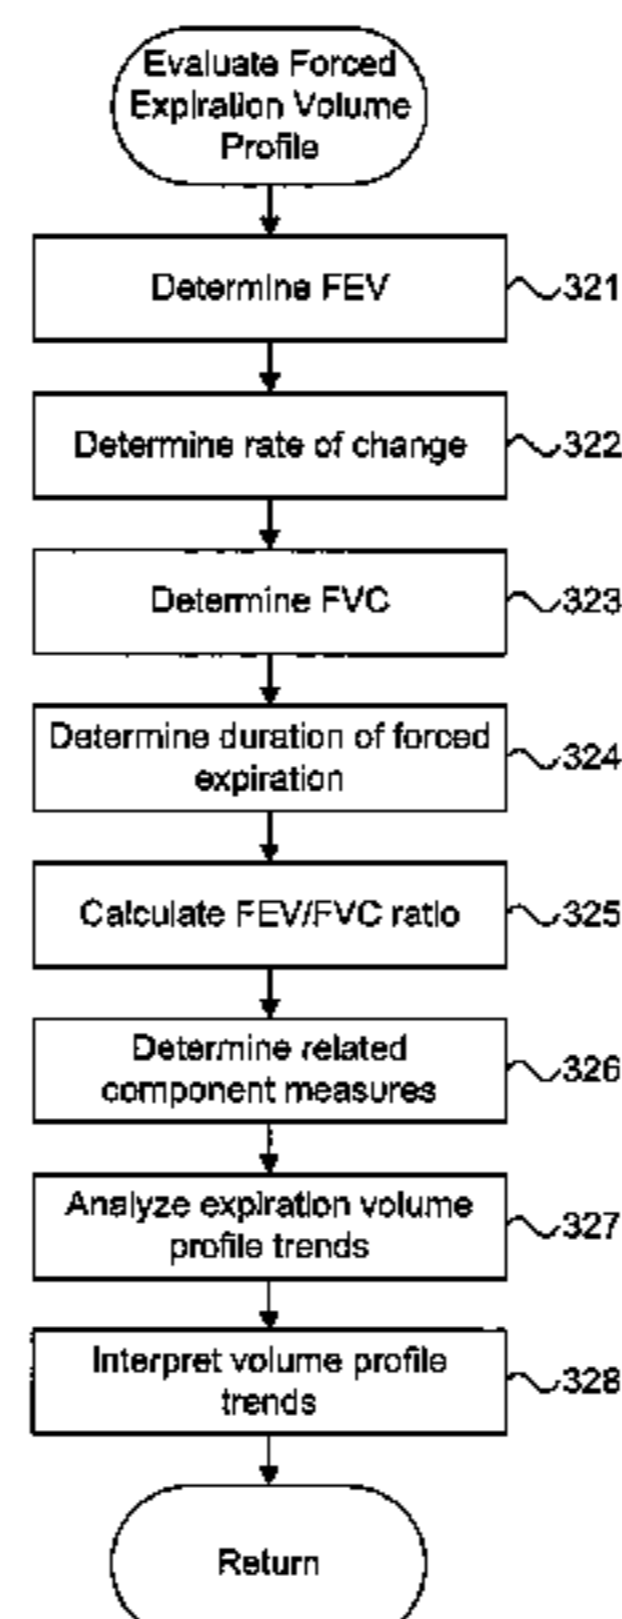 Evaluate Forced
Expiration Volume
Profile
Determine FEV
321
Determine rate of change
322
Determine FVC
323
Determine duration of forced
expiration
324
Calculate FEV/FVC ratio
325
Determine related
component measures
326
Analyze expiration volume
profile trends
327
Interpret volume profile
trends
328
Return